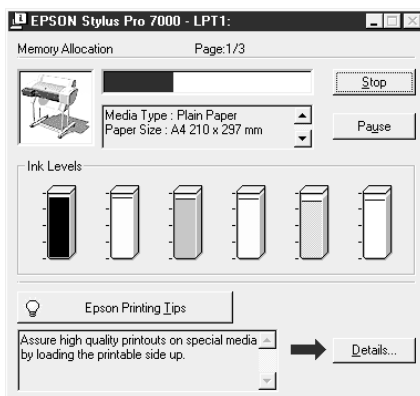 EPSON Stylus Pro 7000 - LPT1:
Memory Allocation Page:1/3
Stop
Media Type : Plain Paper
Paper Size : A4 210 x 297 mm
Pause
Ink Levels
Epson Printing Tips
Assure high quality printouts on special media
by loading the printable side up.
Details...